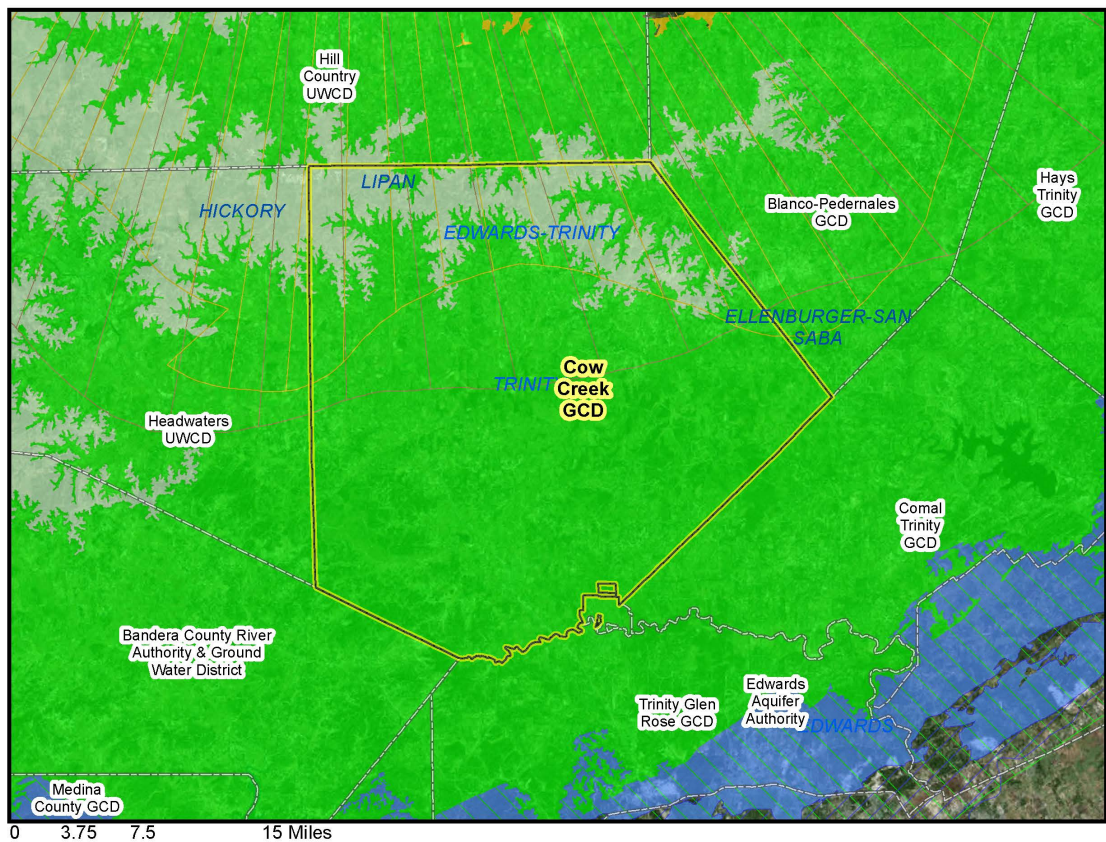 Hill
Country
UWCD
LIPAN
HICKORY
EDWARDS-TRINITY
Blanco-Pedernales
GCD
Hays
Trinity
GCD
ELLENBURGER-SAN
SABA
TRINIT
Cow
Creek
GCD
Headwaters
UWCD
Comal
Trinity
GCD
Bandera County River
Authority & Ground
Water District
Trinity Glen
Rose GCD
Edwards
Aquifer
Authority
EDWARDS
Medina
County GCD
0 3.75 7.5 15 Miles